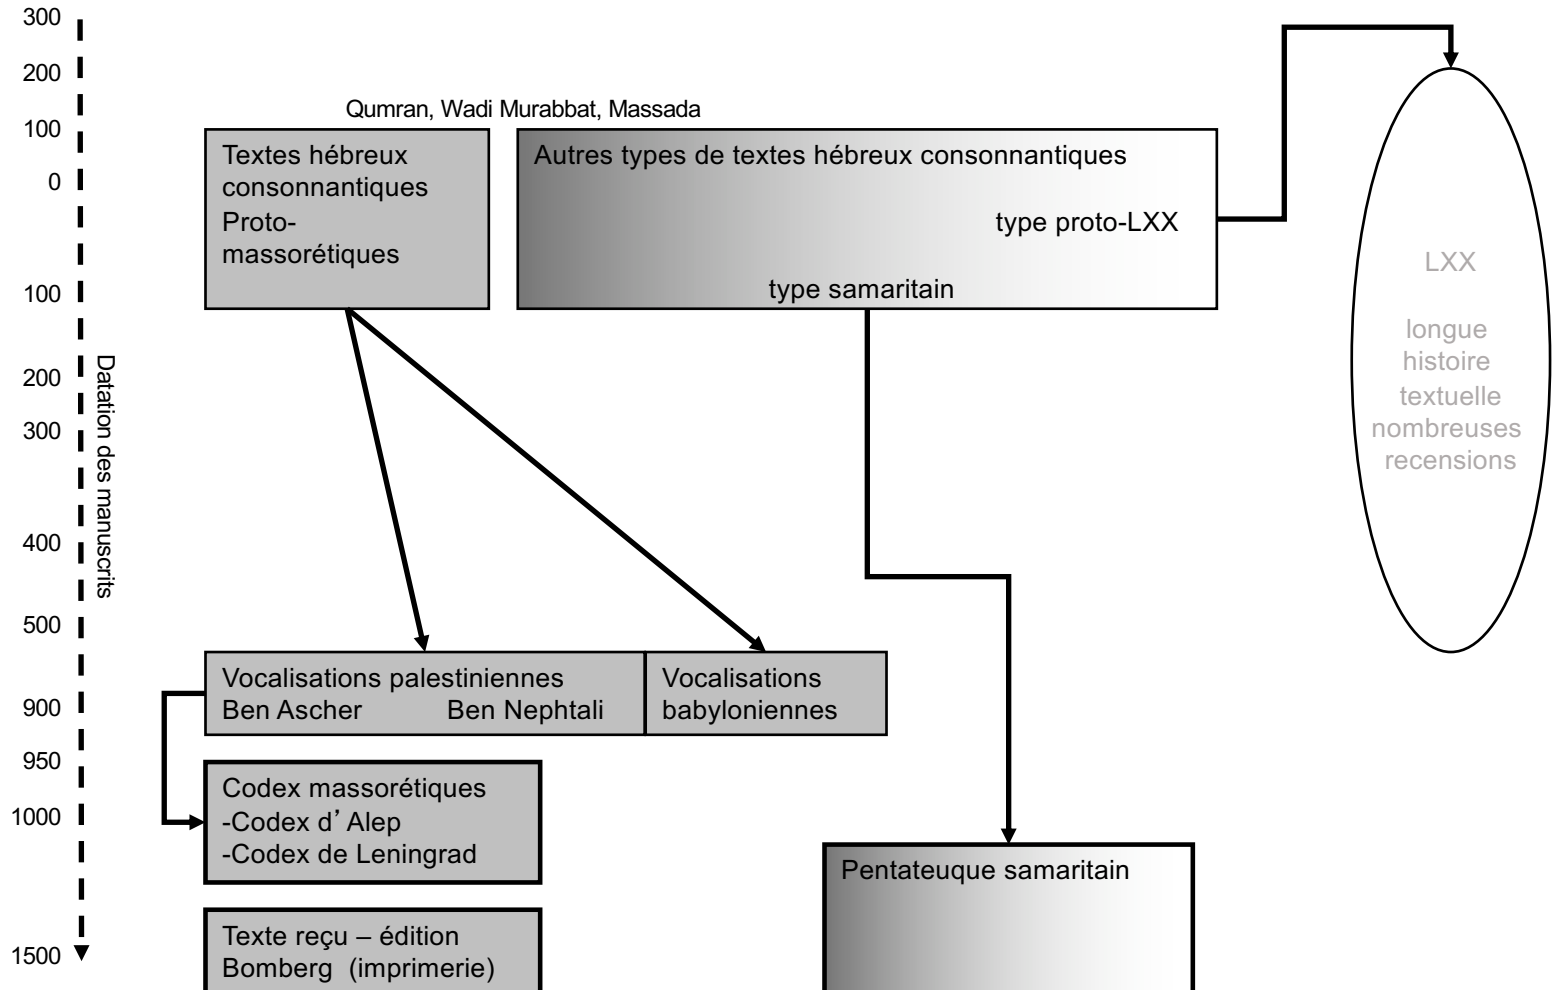 300
200
100
0
100
200
300
400
500
900
950
1000
1500
Datation des manuscrits
Qumran, Wadi Murabbat, Massada
Textes hébreux
consonnantiques
Proto-
massorétiques
Autres types de textes hébreux consonnantiques
type proto-LXX
type samaritain
LXX
longue
histoire
textuelle
nombreuses
recensions
Vocalisations palestiniennes
Ben Ascher Ben Nephtali
Vocalisations
babyloniennes
Codex massorétiques
-Codex d’ Alep
-Codex de Leningrad
Pentateuque samaritain
Texte reçu – édition
Bomberg (imprimerie)